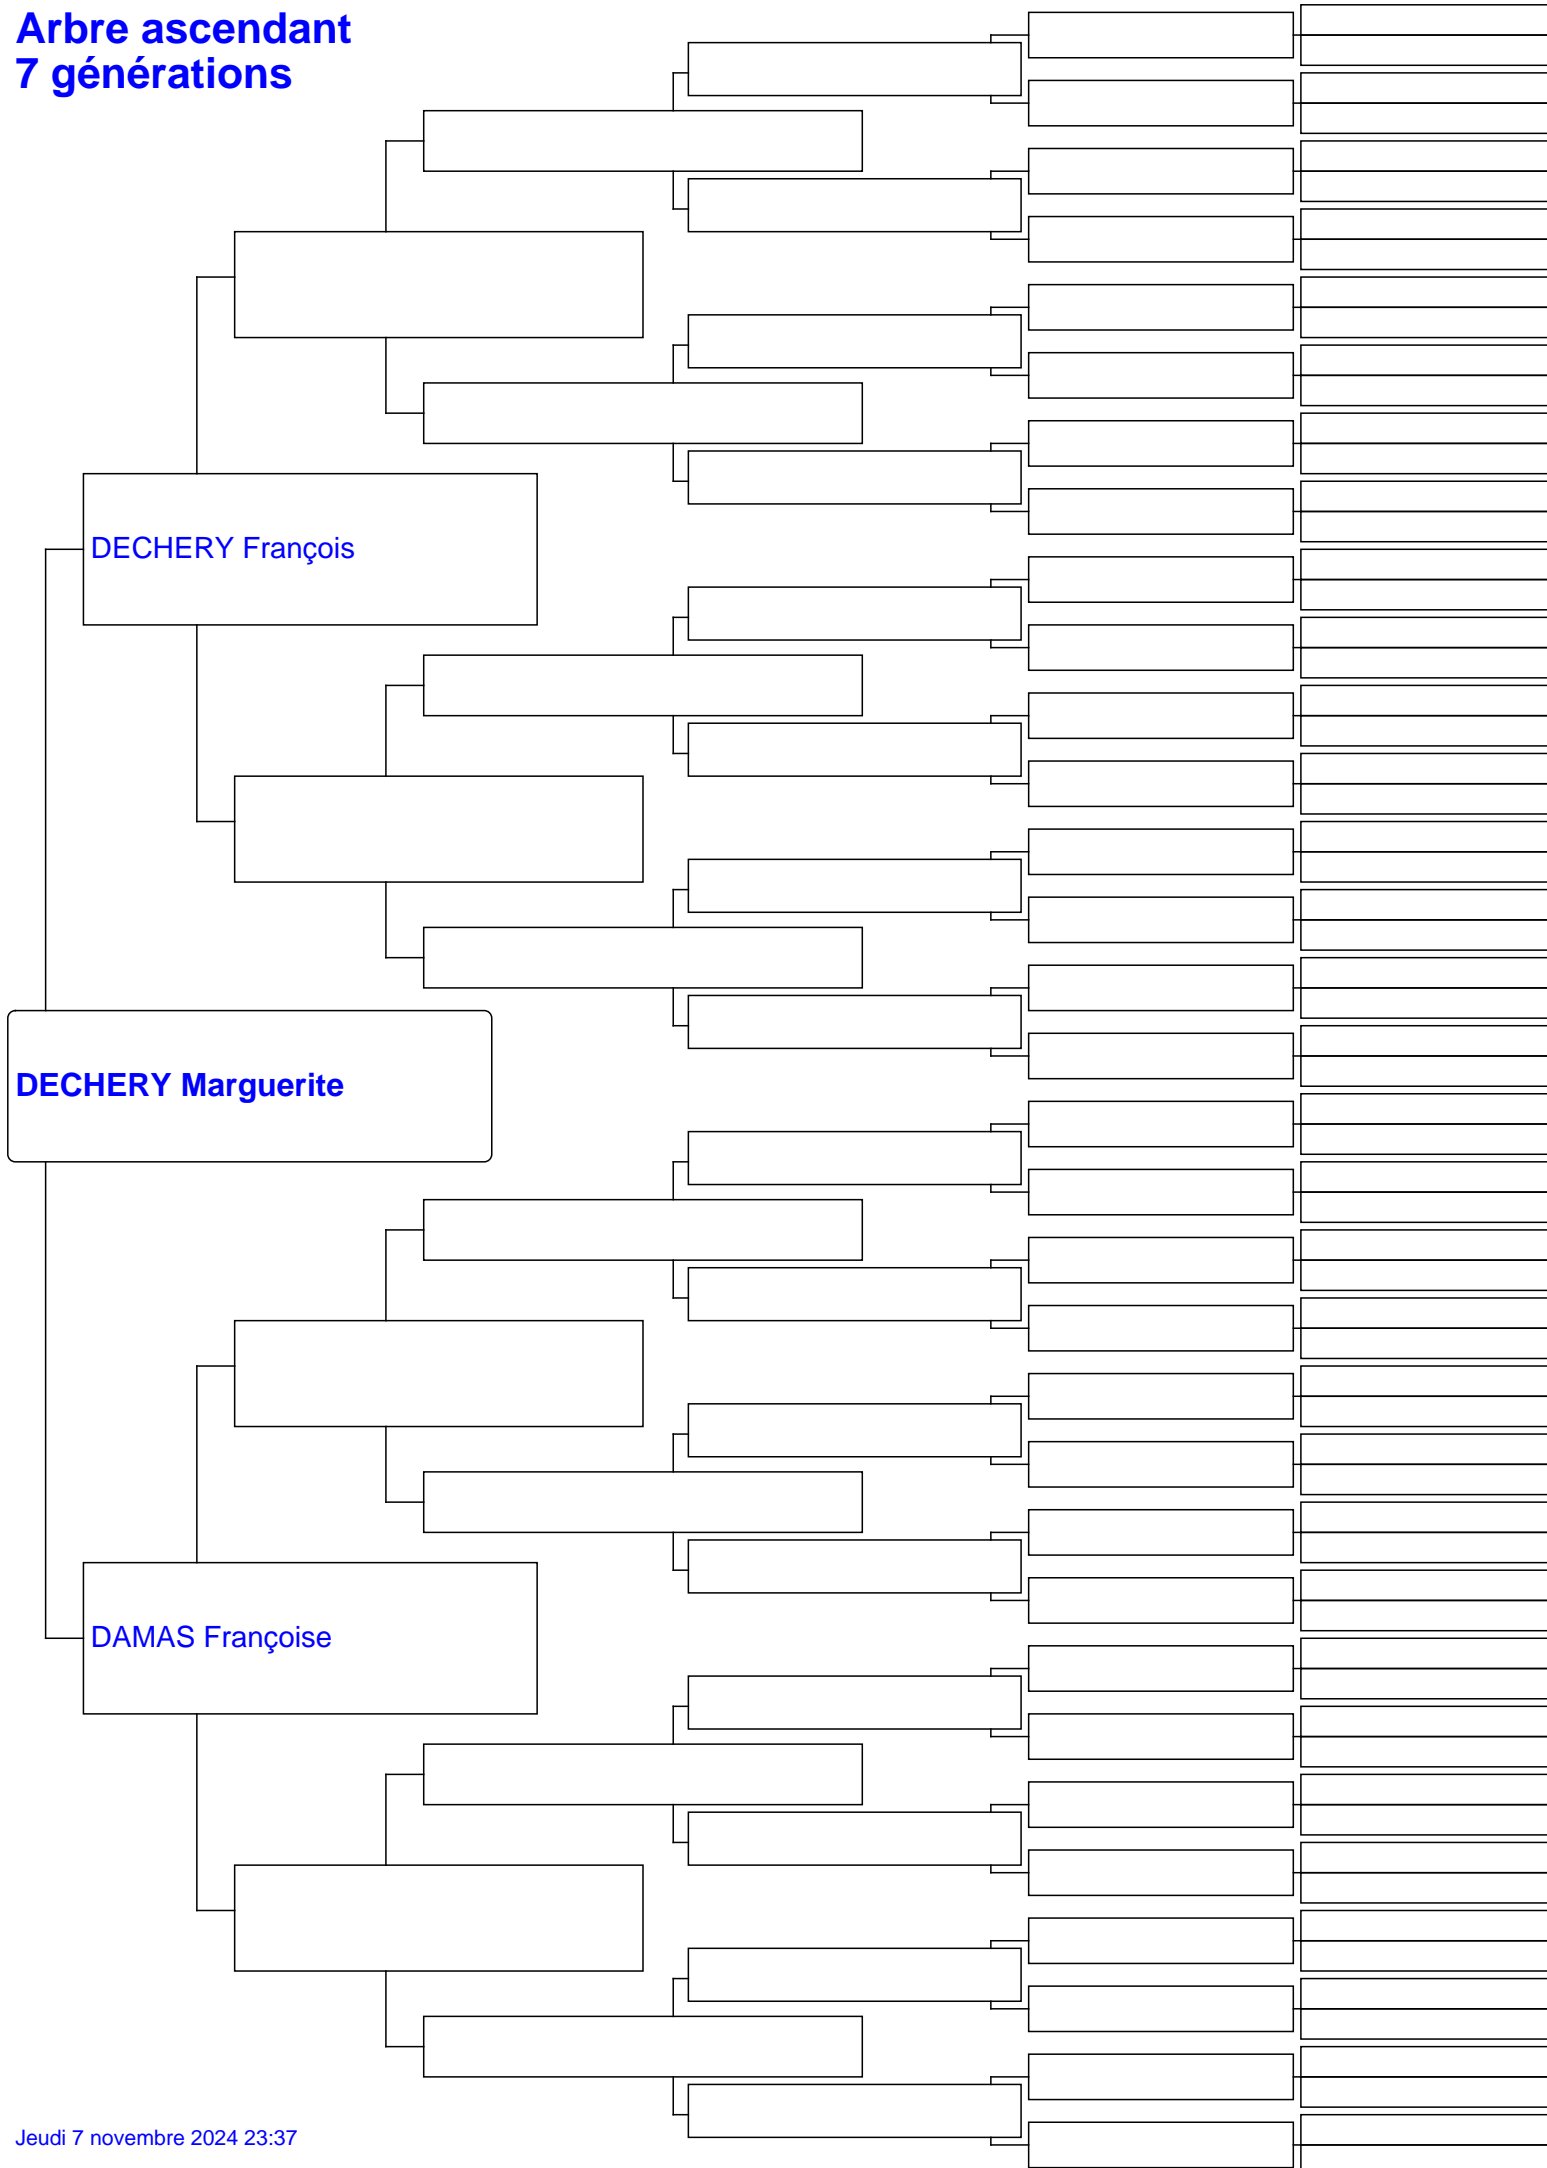 Arbre ascendant
7 générations
DECHERY François
DECHERY Marguerite
DAMAS Françoise
Jeudi 7 novembre 2024 23:37